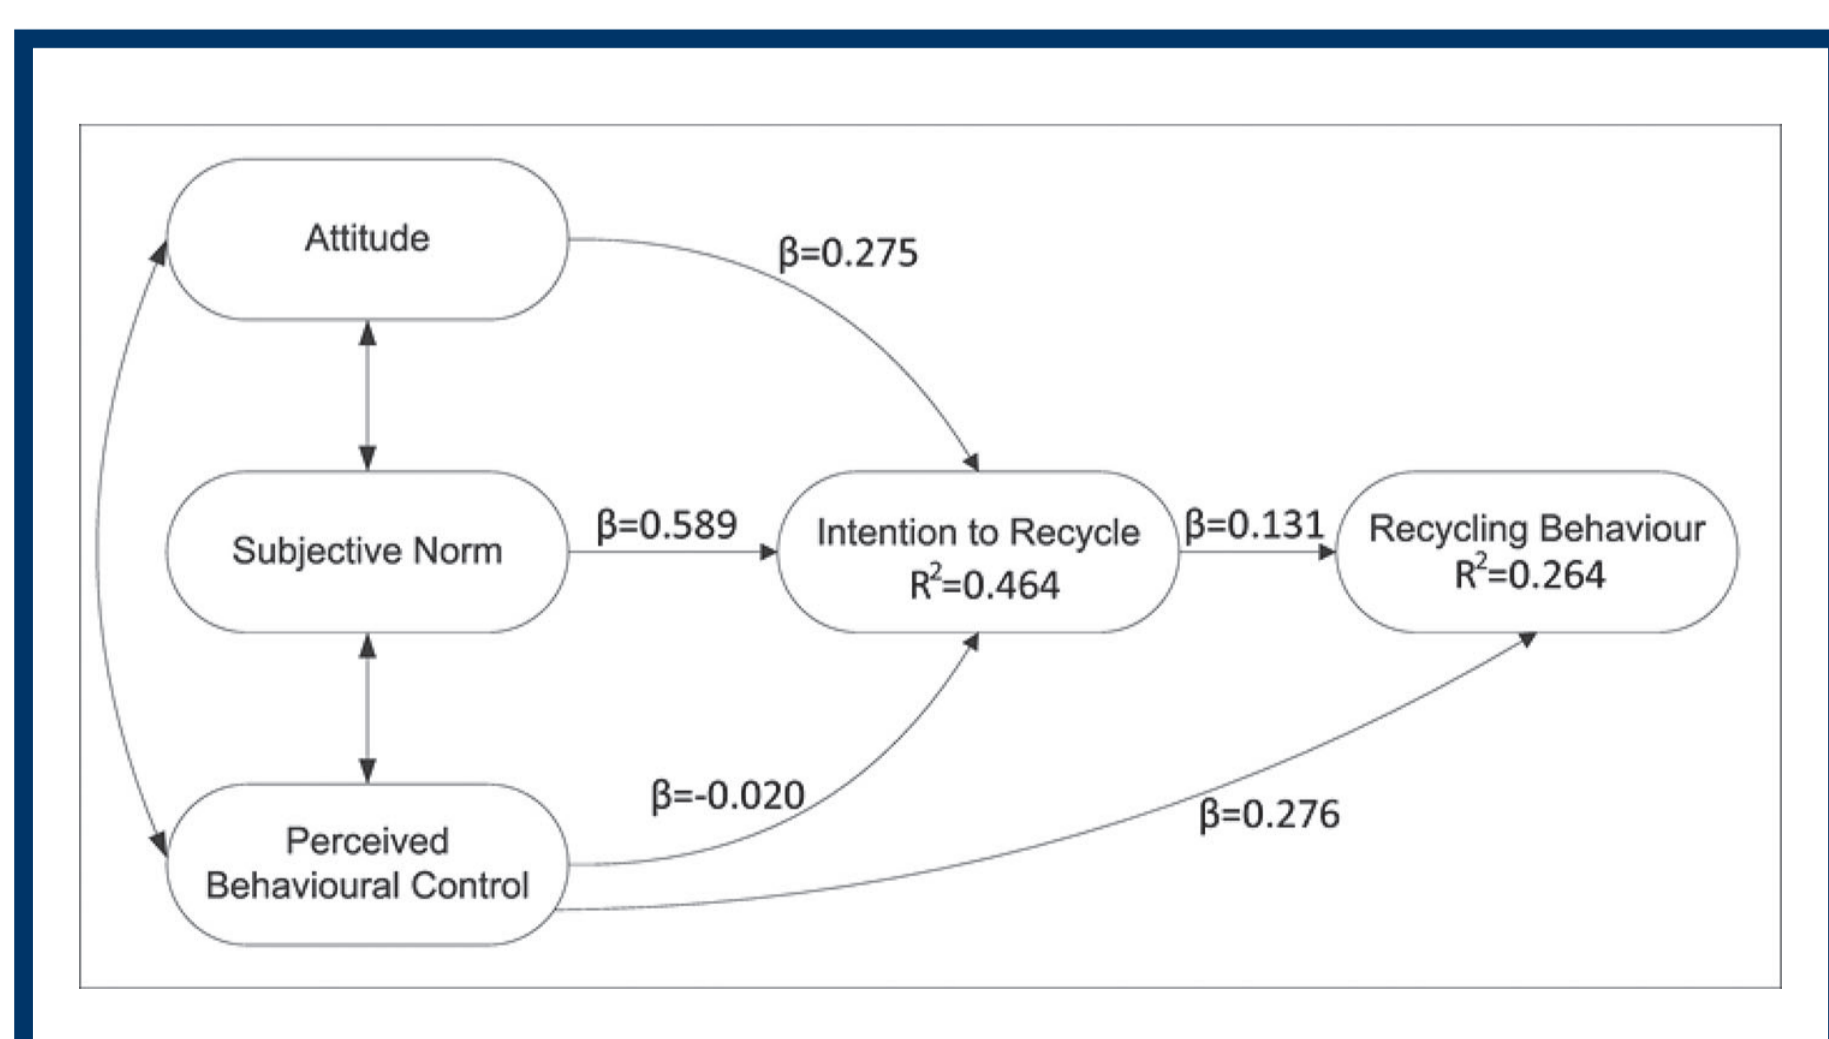 Attitude
β=0.275
Subjective Norm
β=0.589
Intention to Recycle
R²=0.464
β=0.131
Recycling Behaviour
R²=0.264
β=-0.020
Perceived
Behavioural Control
β=0.276